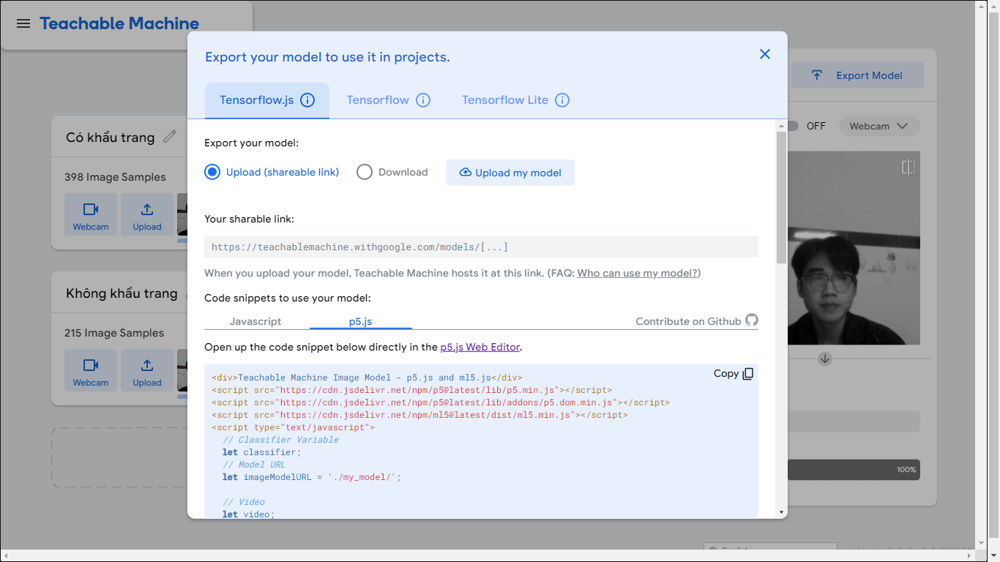 Teachable Machine
Export your model to use it in projects.
Export Model
Tensorflow.js
Tensorflow
Tensorflow Lite
OFF
Webcam
Có khẩu trang
398 Image Samples
Webcam
Upload
Không khẩu trang
215 Image Samples
Webcam
Upload
Export your model:
Upload (shareable link)
Download
Upload my model
Your sharable link:
https://teachablemachine.withgoogle.com/models/[...]
When you upload your model, Teachable Machine hosts it at this link. (FAQ: Who can use my model?)
Code snippets to use your model:
Javascript
p5.js
Contribute on Github
Open up the code snippet below directly in the p5.js Web Editor.
Copy
<div>Teachable Machine Image Model - p5.js and ml5.js</div>
<script src="https://cdn.jsdelivr.net/npm/p5@latest/lib/p5.min.js"></script>
<script src="https://cdn.jsdelivr.net/npm/p5@latest/lib/addons/p5.dom.min.js"></script>
<script src="https://cdn.jsdelivr.net/npm/ml5@latest/dist/ml5.min.js"></script>
<script type="text/javascript">
// Classifier Variable
let classifier;
// Model URL
let imageModelURL = './my_model/';
// Video
let video;
100%
English